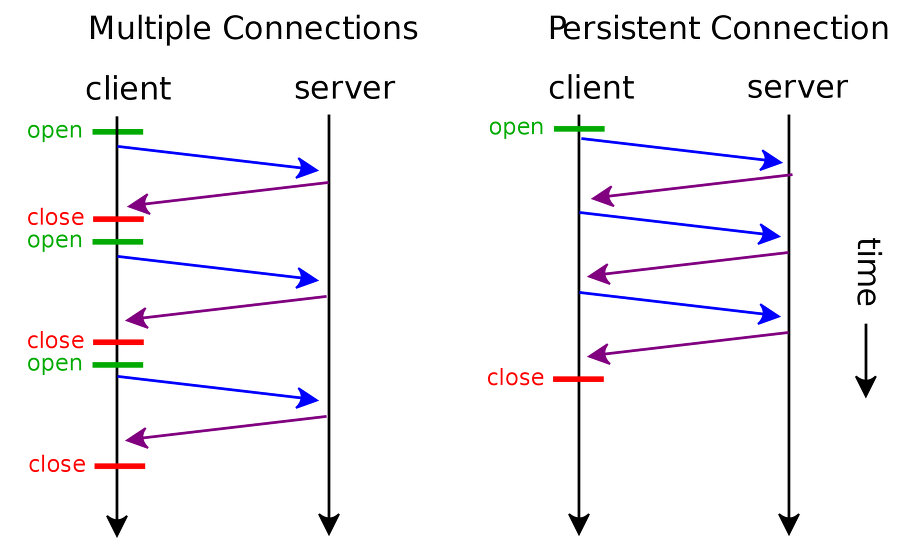 Multiple Connections
client
server
open
close
open
close
open
close
Persistent Connection
client
server
open
close
time